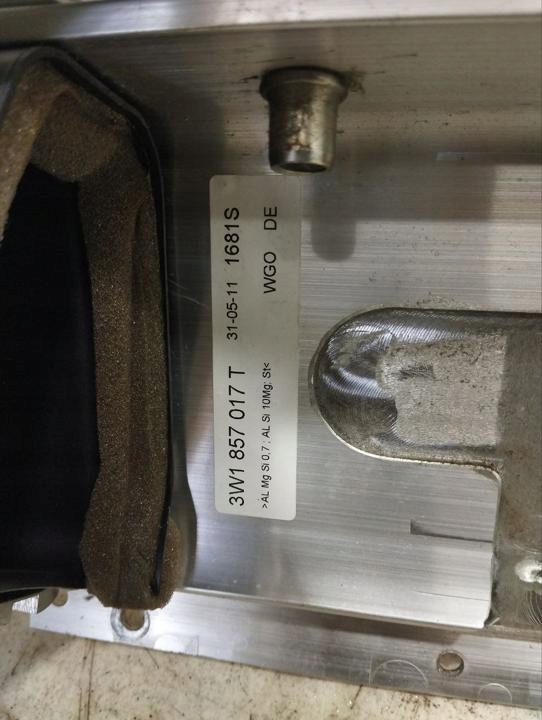 3W1 857 017 T 31-05-11 1681S
>AL Mg Si 0,7 ; AL Si 10Mg; St< WGO DE